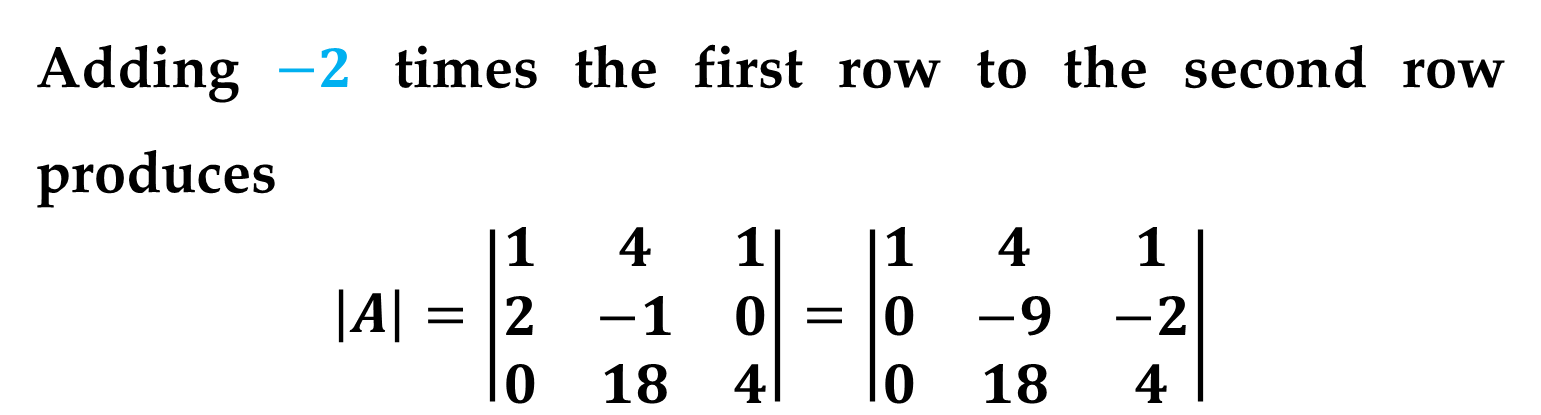 Adding −2 times the first row to the second row
produces
|1 4 1| |1 4 1|
|A| = |2 −1 0| = |0 −9 −2|
|0 18 4| |0 18 4|